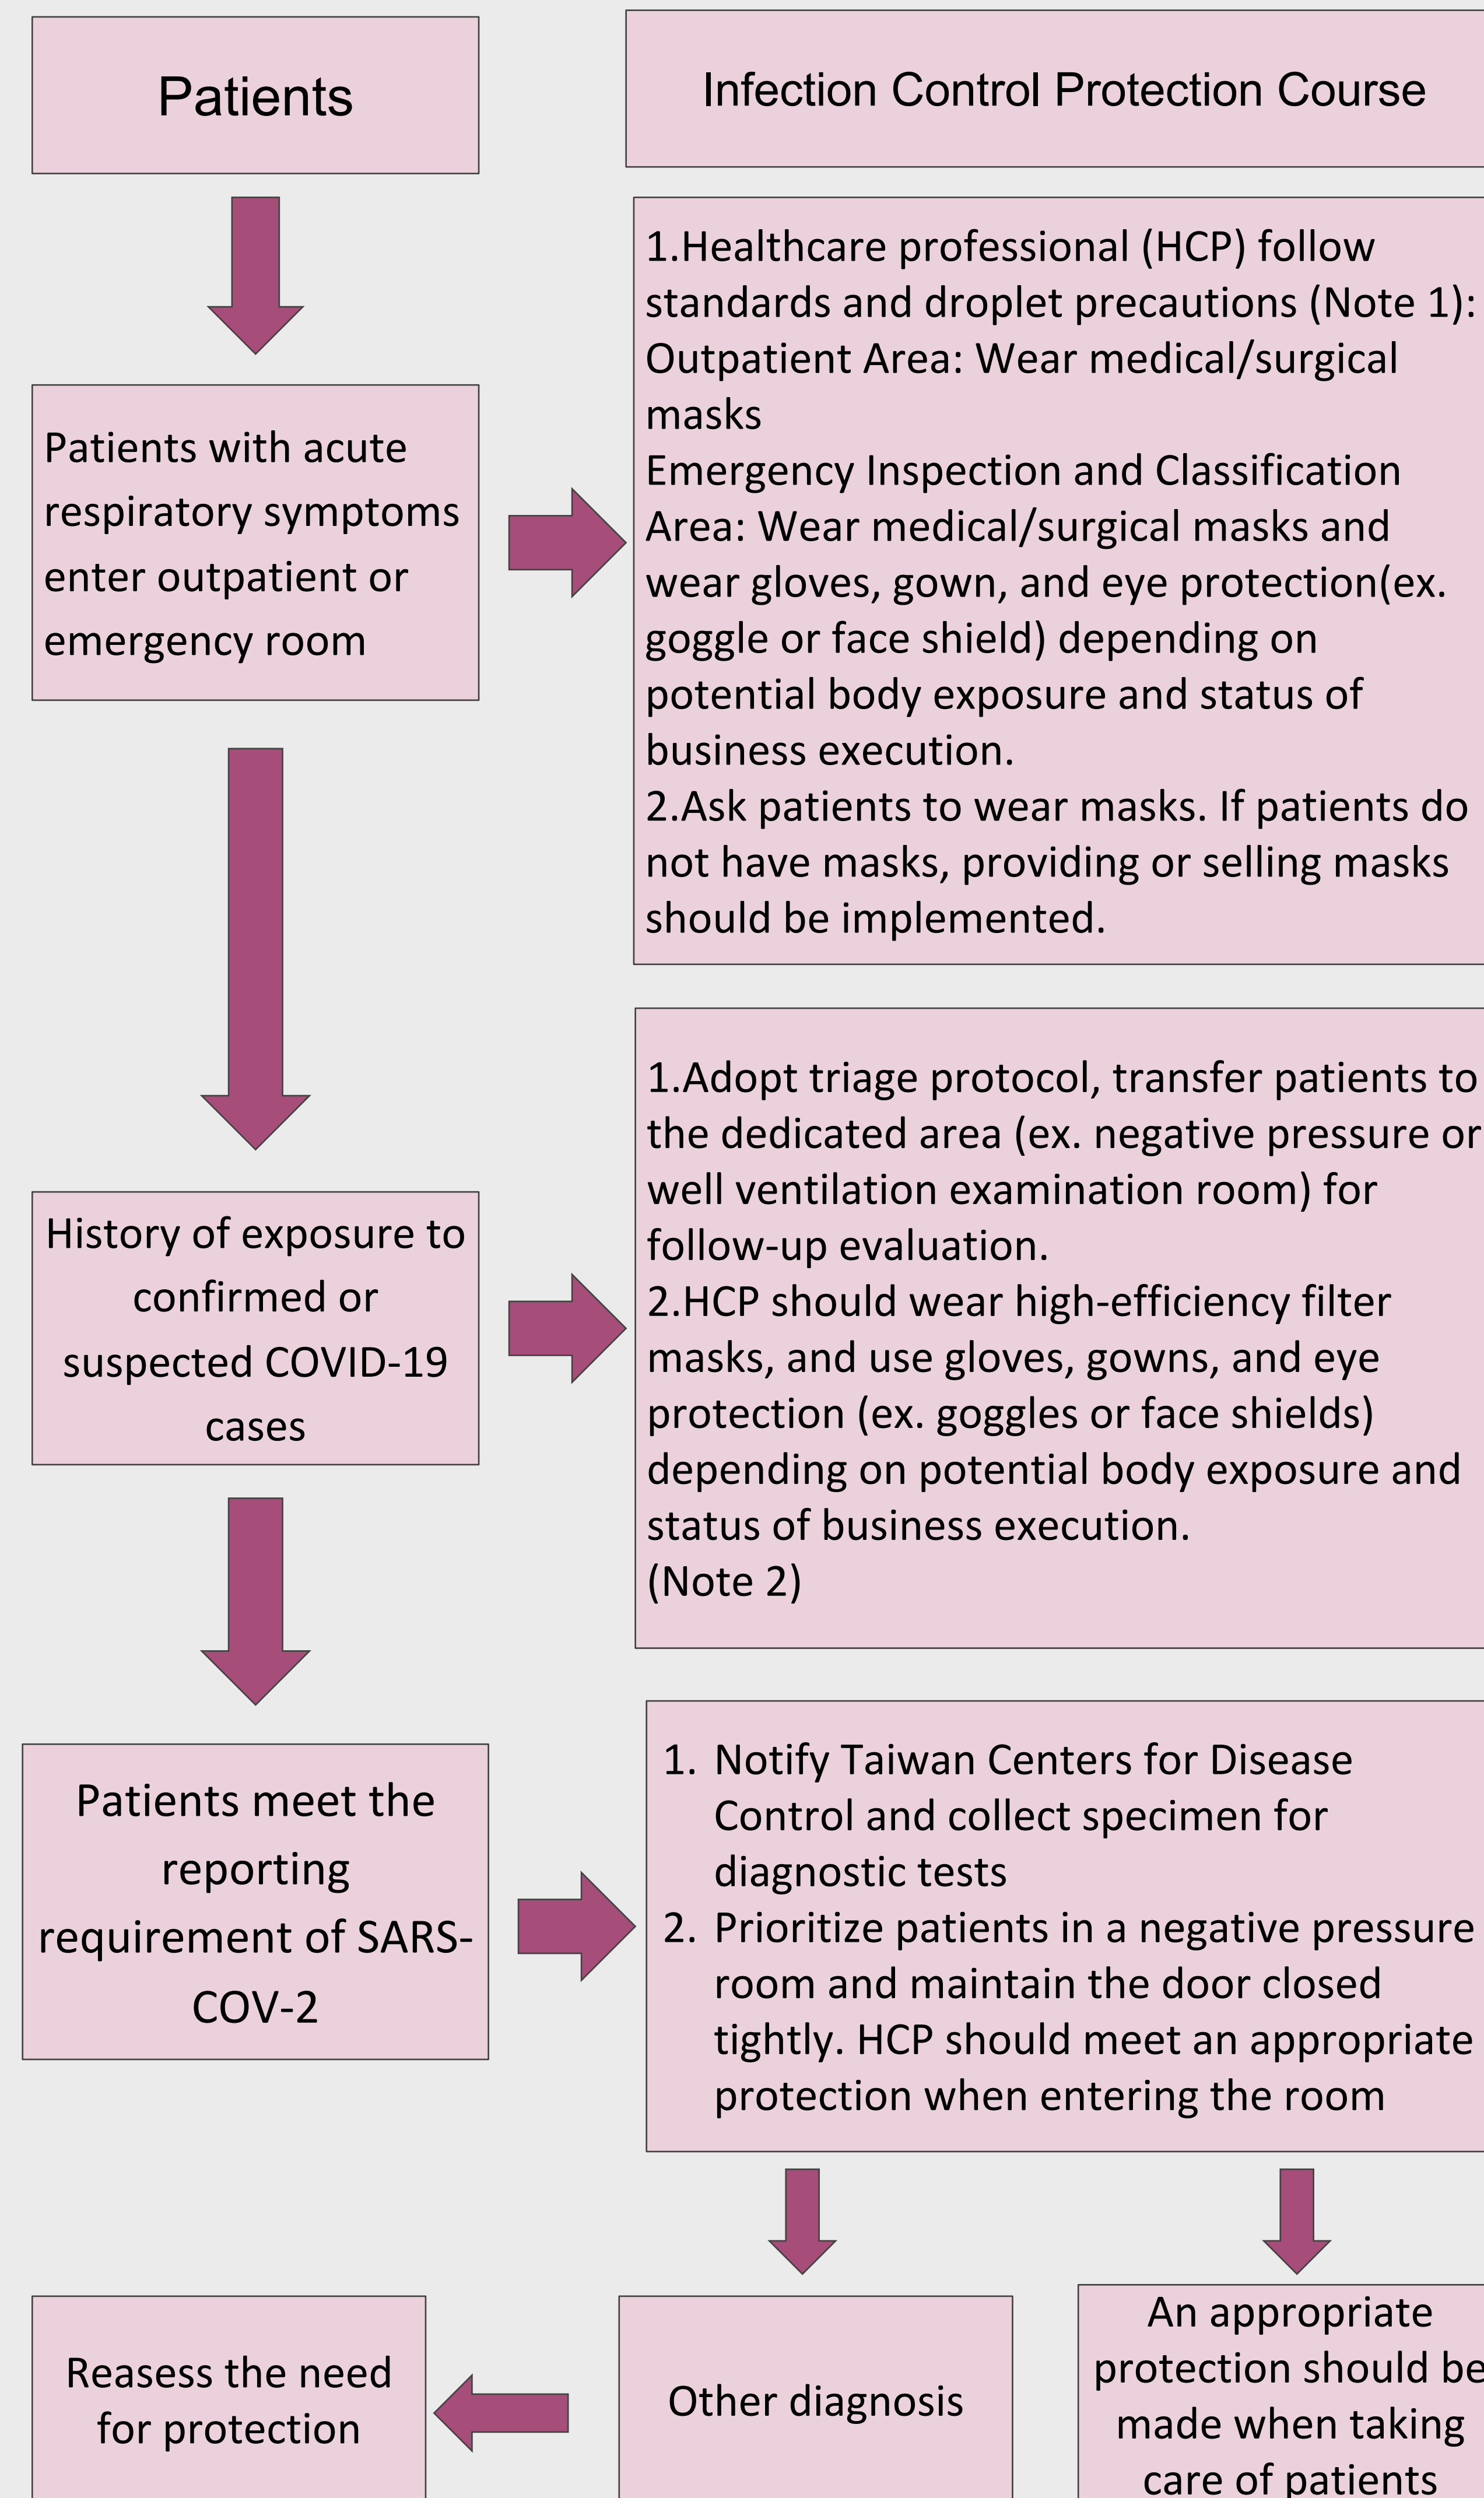 Patients
Infection Control Protection Course
Patients with acute
respiratory symptoms
enter outpatient or
emergency room
1.Healthcare professional (HCP) follow
standards and droplet precautions (Note 1):
Outpatient Area: Wear medical/surgical
masks
Emergency Inspection and Classification
Area: Wear medical/surgical masks and
wear gloves, gown, and eye protection(ex.
goggle or face shield) depending on
potential body exposure and status of
business execution.
2.Ask patients to wear masks. If patients do
not have masks, providing or selling masks
should be implemented.
History of exposure to
confirmed or
suspected COVID-19
cases
1.Adopt triage protocol, transfer patients to
the dedicated area (ex. negative pressure or
well ventilation examination room) for
follow-up evaluation.
2.HCP should wear high-efficiency filter
masks, and use gloves, gowns, and eye
protection (ex. goggles or face shields)
depending on potential body exposure and
status of business execution.
(Note 2)
Patients meet the
reporting
requirement of SARS-
COV-2
1. Notify Taiwan Centers for Disease
Control and collect specimen for
diagnostic tests
2. Prioritize patients in a negative pressure
room and maintain the door closed
tightly. HCP should meet an appropriate
protection when entering the room
Reasess the need
for protection
Other diagnosis
An appropriate
protection should be
made when taking
care of patients